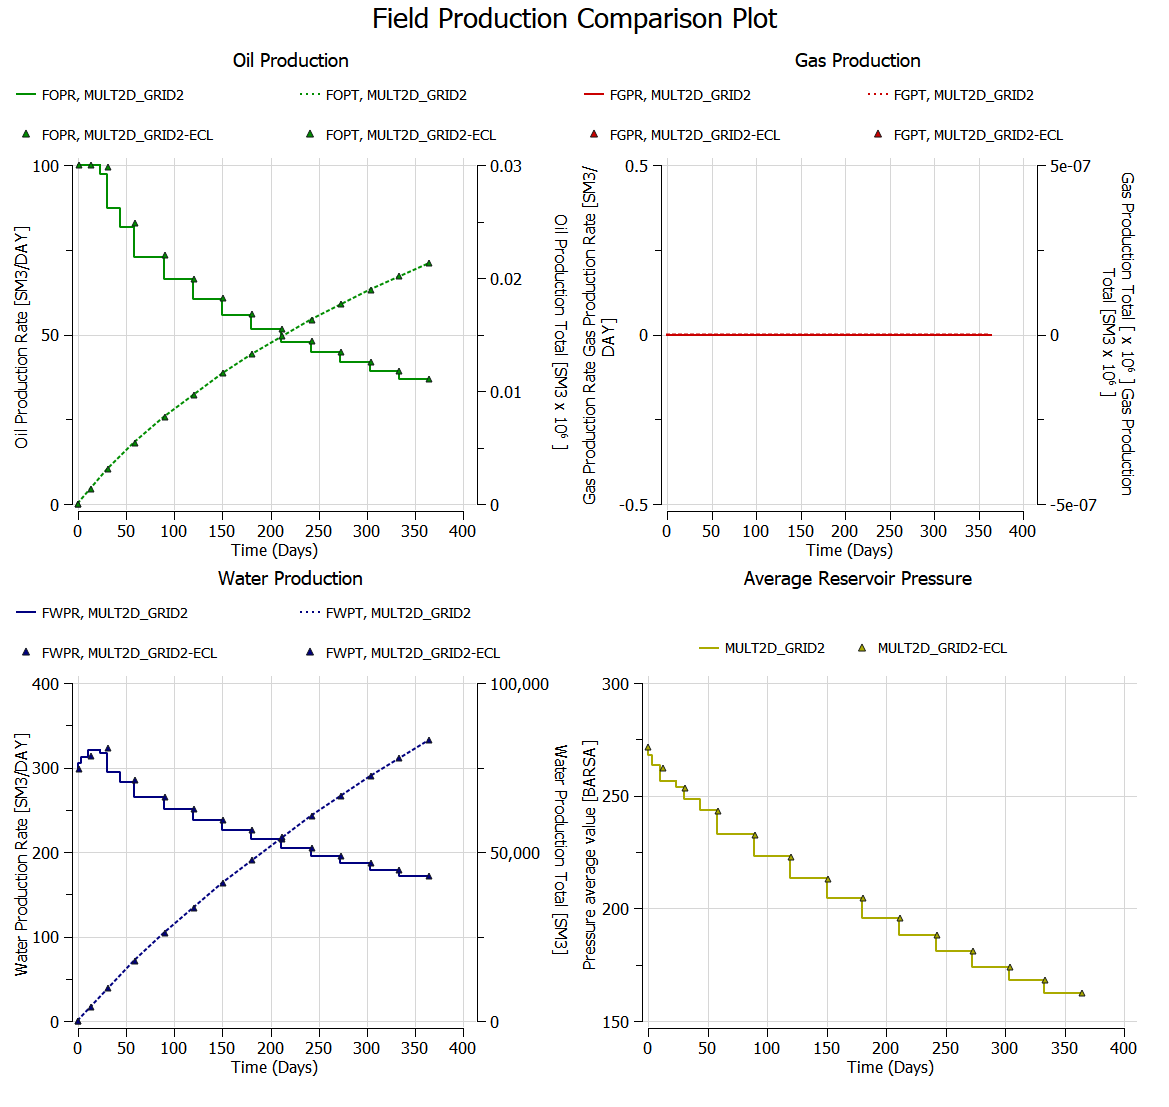 Field Production Comparison Plot
Oil Production
FOPR, MULT2D_GRID2
FOPT, MULT2D_GRID2
FOPR, MULT2D_GRID2-ECL
FOPT, MULT2D_GRID2-ECL
100
50
0
0.03
0.02
0.01
0
Oil Production Rate [SM3/DAY]
Oil Production Total [SM3 x 10⁶ ]
0 50 100 150 200 250 300 350 400
Time (Days)
Gas Production
FGPR, MULT2D_GRID2
FGPT, MULT2D_GRID2
FGPR, MULT2D_GRID2-ECL
FGPT, MULT2D_GRID2-ECL
0.5
0
-0.5
5e-07
0
-5e-07
Gas Production Rate Gas Production Rate [SM3/
DAY]
Gas Production Total [ x 10⁶ ] Gas Production
Total [SM3 x 10⁶ ]
0 50 100 150 200 250 300 350 400
Time (Days)
Water Production
FWPR, MULT2D_GRID2
FWPT, MULT2D_GRID2
FWPR, MULT2D_GRID2-ECL
FWPT, MULT2D_GRID2-ECL
400
300
200
100
0
100,000
50,000
0
Water Production Rate [SM3/DAY]
Water Production Total [SM3]
0 50 100 150 200 250 300 350 400
Time (Days)
Average Reservoir Pressure
MULT2D_GRID2
MULT2D_GRID2-ECL
300
250
200
150
Pressure average value [BARSA ]
0 50 100 150 200 250 300 350 400
Time (Days)